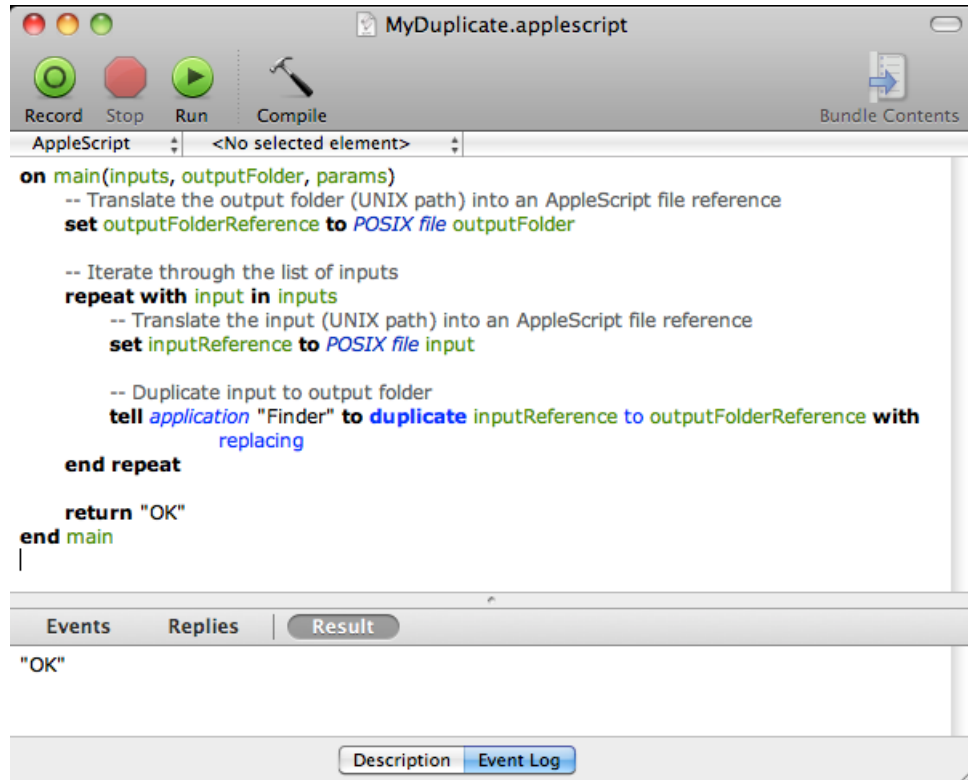 MyDuplicate.applescript
Record Stop Run Compile Bundle Contents
AppleScript <No selected element>
on main(inputs, outputFolder, params)
-- Translate the output folder (UNIX path) into an AppleScript file reference
set outputFolderReference to POSIX file outputFolder
-- Iterate through the list of inputs
repeat with input in inputs
-- Translate the input (UNIX path) into an AppleScript file reference
set inputReference to POSIX file input
-- Duplicate input to output folder
tell application "Finder" to duplicate inputReference to outputFolderReference with
replacing
end repeat
return "OK"
end main
Events Replies Result
"OK"
Description Event Log